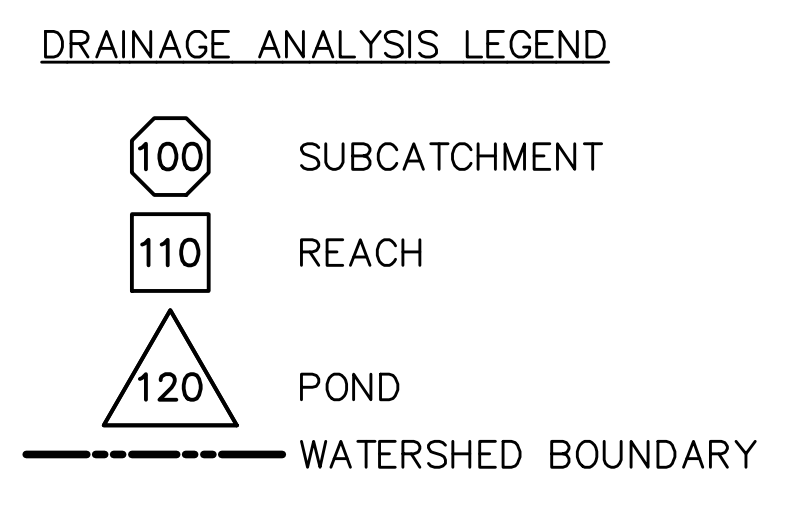 DRAINAGE ANALYSIS LEGEND
100 SUBCATCHMENT
110 REACH
120 POND
WATERSHED BOUNDARY